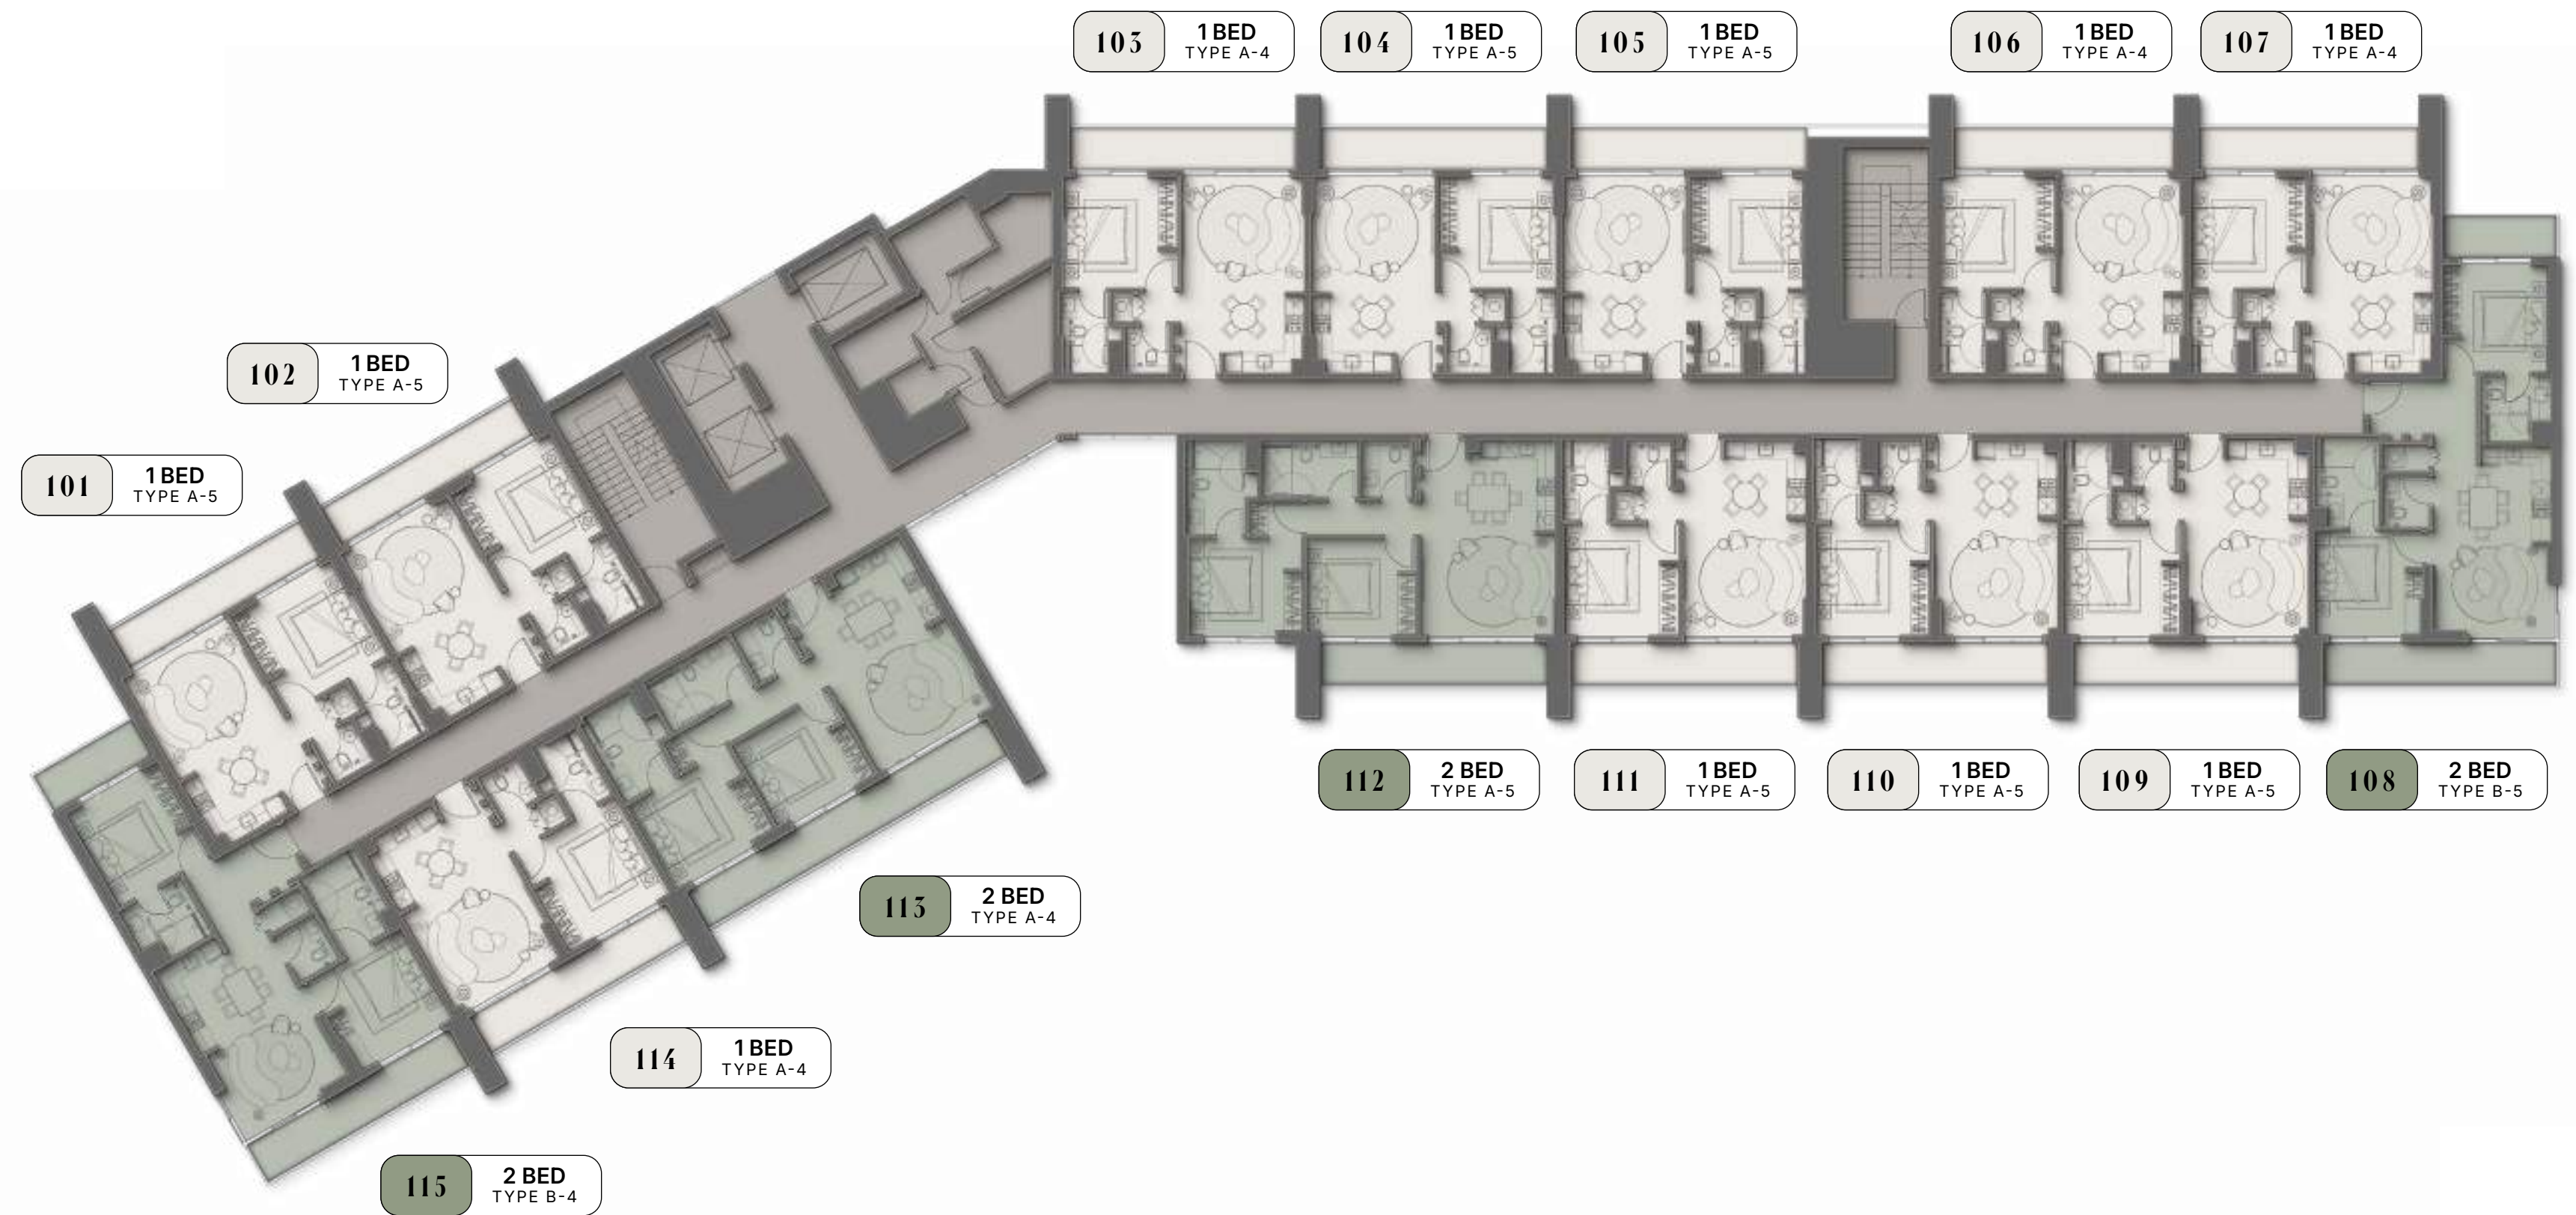 103 1 BED
TYPE A-4
104 1 BED
TYPE A-5
105 1 BED
TYPE A-5
106 1 BED
TYPE A-4
107 1 BED
TYPE A-4
102 1 BED
TYPE A-5
101 1 BED
TYPE A-5
112 2 BED
TYPE A-5
111 1 BED
TYPE A-5
110 1 BED
TYPE A-5
109 1 BED
TYPE A-5
108 2 BED
TYPE B-5
113 2 BED
TYPE A-4
114 1 BED
TYPE A-4
115 2 BED
TYPE B-4